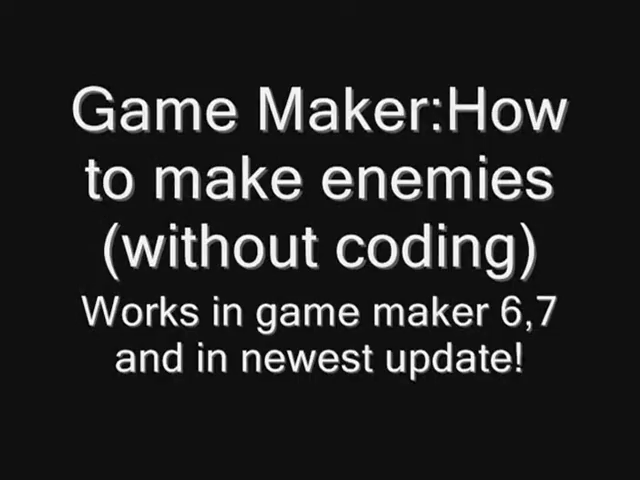 Game Maker:How
to make enemies
(without coding)
Works in game maker 6,7
and in newest update!